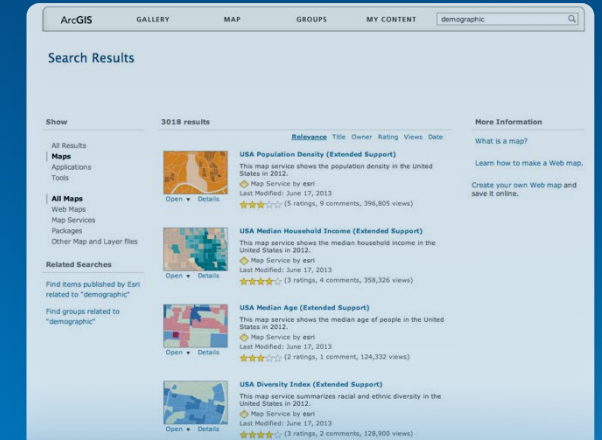 ArcGIS GALLERY MAP GROUPS MY CONTENT demographic
Search Results
Show
All Results
Maps
Applications
Tools
All Maps
Web Maps
Map Services
Packages
Other Map and Layer files
Related Searches
Find items published by Esri
related to "demographic"
Find groups related to
"demographic"
3018 results
Relevance Title Owner Rating Views Date
USA Population Density (Extended Support)
This map service shows the population density in the United
States in 2012.
Map Service by esri
Last Modified: June 17, 2013
(5 ratings, 9 comments, 396,805 views)
Open Details
USA Median Household Income (Extended Support)
This map service shows the median household income in the
United States in 2012.
Map Service by esri
Last Modified: June 17, 2013
(3 ratings, 4 comments, 358,326 views)
Open Details
USA Median Age (Extended Support)
This map service shows the median age of people in the United
States in 2012.
Map Service by esri
Last Modified: June 17, 2013
(2 ratings, 1 comment, 124,332 views)
Open Details
USA Diversity Index (Extended Support)
This map service summarizes racial and ethnic diversity in the
United States in 2012.
Map Service by esri
Last Modified: June 17, 2013
(3 ratings, 2 comments, 128,900 views)
Open Details
More Information
What is a map?
Learn how to make a Web map.
Create your own Web map and
save it online.